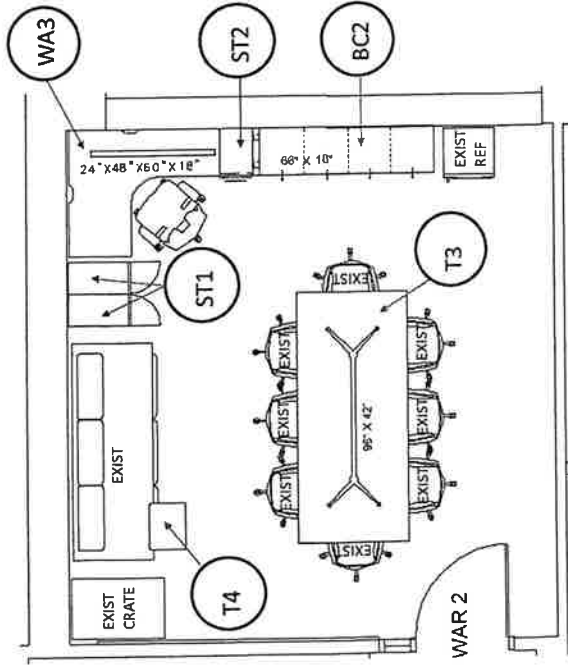 WA3
ST2
BC2
24"X48"X60"X18"
66" X 18"
EXIST
REF
ST1
T3
EXIST
EXIST
EXIST
EXIST
EXIST
96" X 42"
EXIST
EXIST
EXIST
EXIST
T4
EXIST
CRATE
WAR 2